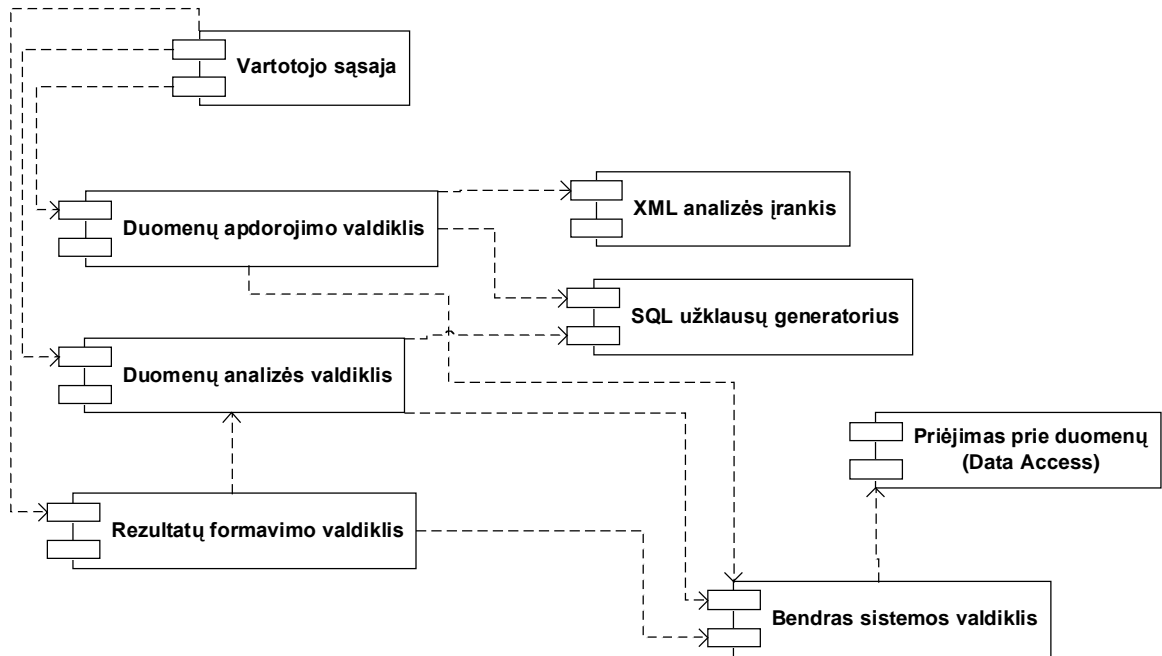 Vartotojo sąsaja
Duomenų apdorojimo valdiklis
XML analizės įrankis
SQL užklausų generatorius
Duomenų analizės valdiklis
Priėjimas prie duomenų
(Data Access)
Rezultatų formavimo valdiklis
Bendras sistemos valdiklis